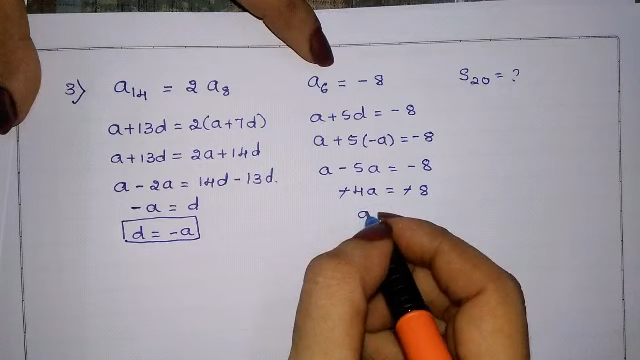 3) a₁₄ = 2 a₈
a+13d = 2(a+7d)
a+13d = 2a+14d
a - 2a = 14d - 13d.
-a = d
d = -a
a₆ = -8
a+5d = -8
a+5(-a) = -8
a - 5a = -8
-4a = -8
a
S₂₀ = ?